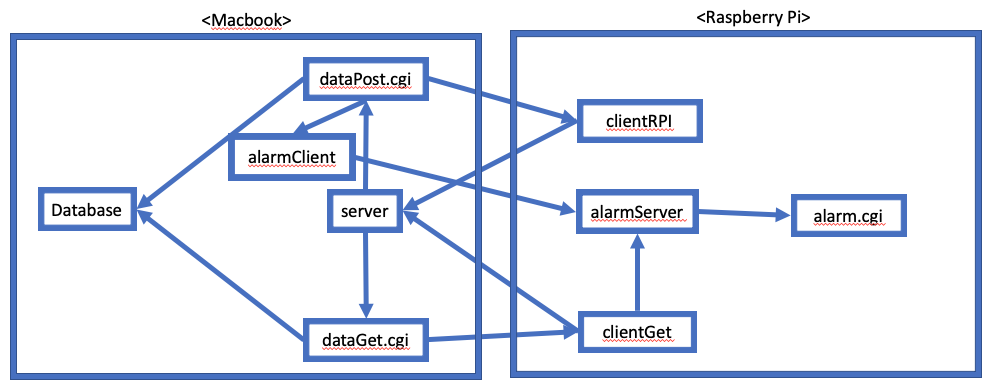 <Macbook>
<Raspberry Pi>
dataPost.cgi
clientRPI
alarmClient
Database
server
alarmServer
alarm.cgi
dataGet.cgi
clientGet